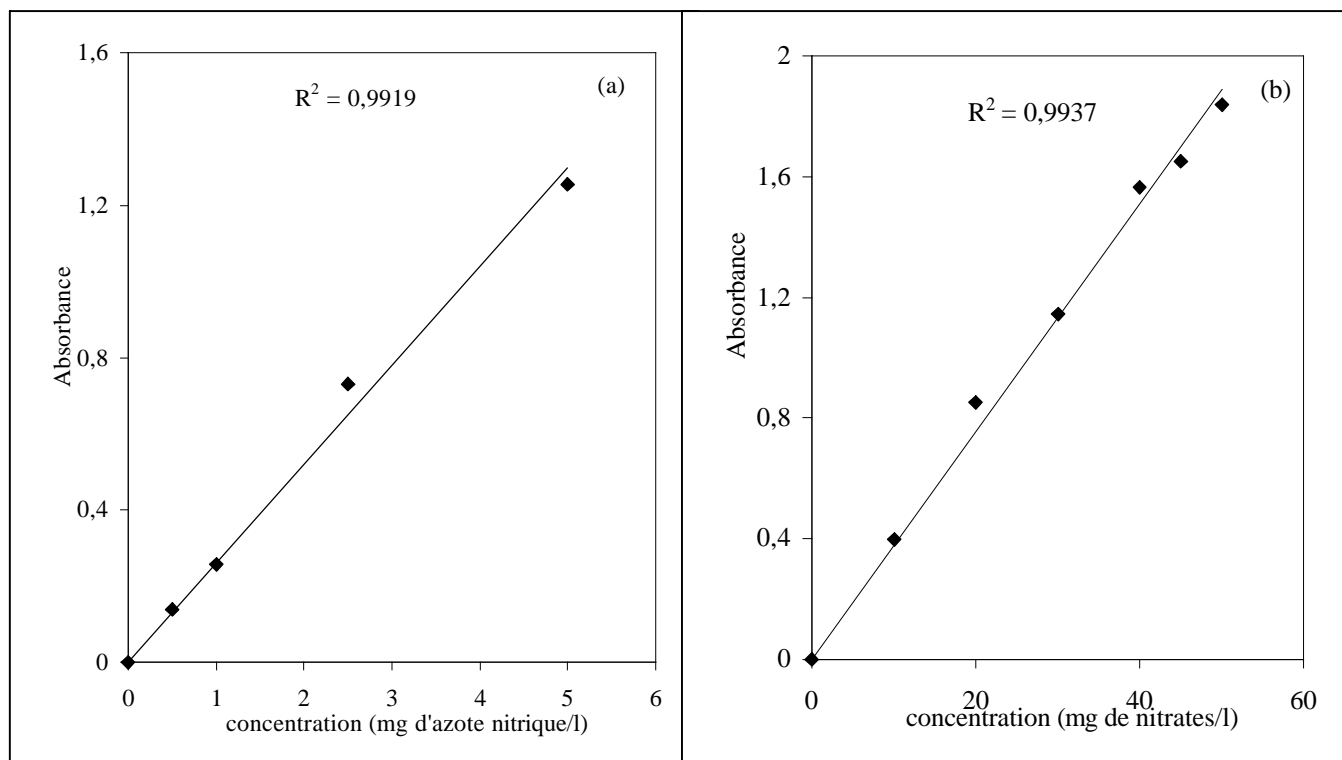 (a)
R² = 0,9919
Absorbance
1,6
1,2
0,8
0,4
0
0 1 2 3 4 5 6
concentration (mg d'azote nitrique/l)
(b)
R² = 0,9937
Absorbance
2
1,6
1,2
0,8
0,4
0
0 20 40 60
concentration (mg de nitrates/l)